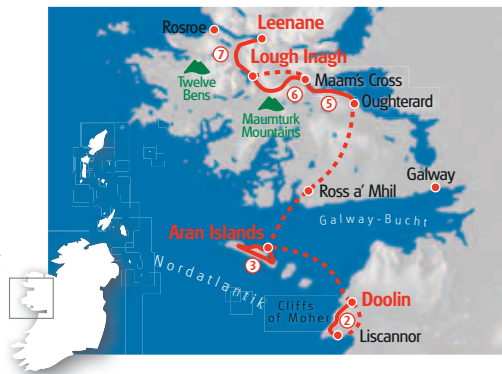 Rosroe
Leenane
7
Lough Inagh
Twelve
Bens
Maam's Cross
6
5
Oughterard
Maumturk
Mountains
Galway
Ross a' Mhil
Galway-Bucht
Aran Islands
3
Nordatlantik
Cliffs
of Moher
Doolin
2
Liscannor